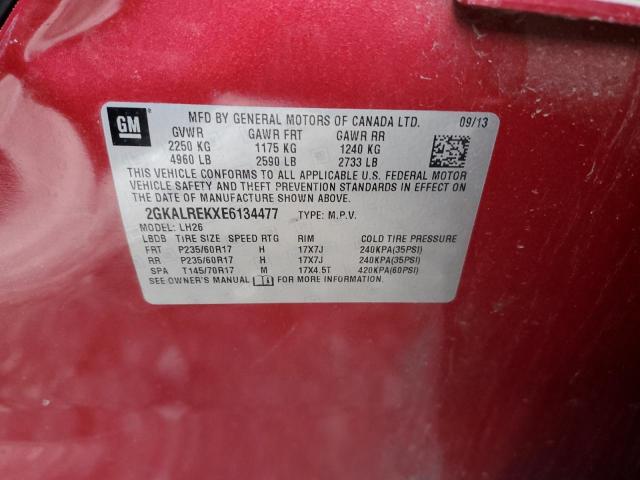 GM
MFD BY GENERAL MOTORS OF CANADA LTD. 09/13
GVWR GAWR FRT GAWR RR
2250 KG 1175 KG 1240 KG
4960 LB 2590 LB 2733 LB
THIS VEHICLE CONFORMS TO ALL APPLICABLE U.S. FEDERAL MOTOR
VEHICLE SAFETY AND THEFT PREVENTION STANDARDS IN EFFECT ON
THE DATE OF MANUFACTURE SHOWN ABOVE.
2GKALREKXE6134477 TYPE: M.P.V.
MODEL: LH26
LBDB TIRE SIZE SPEED RTG RIM COLD TIRE PRESSURE
FRT P235/60R17 H 17X7J 240KPA(35PSI)
RR P235/60R17 H 17X7J 240KPA(35PSI)
SPA T145/70R17 M 17X4.5T 420KPA(60PSI)
SEE OWNER'S MANUAL FOR MORE INFORMATION.